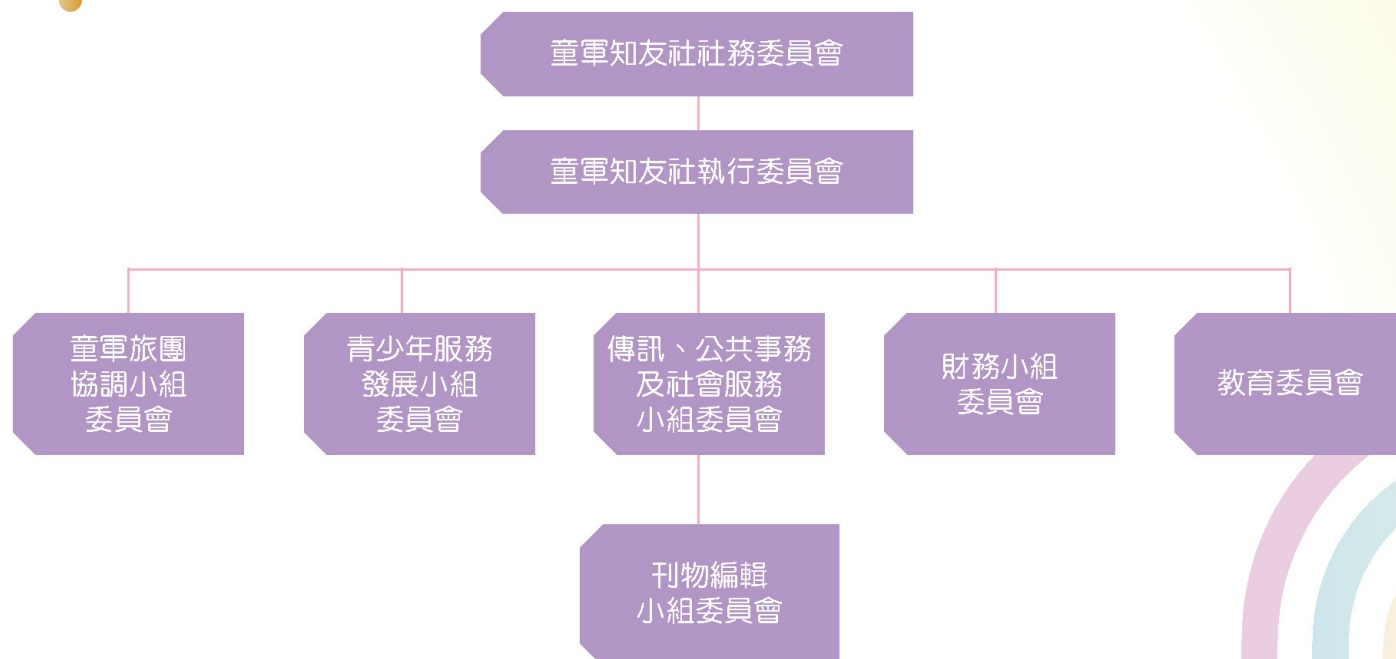 童軍知友社社務委員會
童軍知友社執行委員會
童軍旅團
協調小組
委員會
青少年服務
發展小組
委員會
傳訊、公共事務
及社會服務
小組委員會
財務小組
委員會
教育委員會
刊物編輯
小組委員會